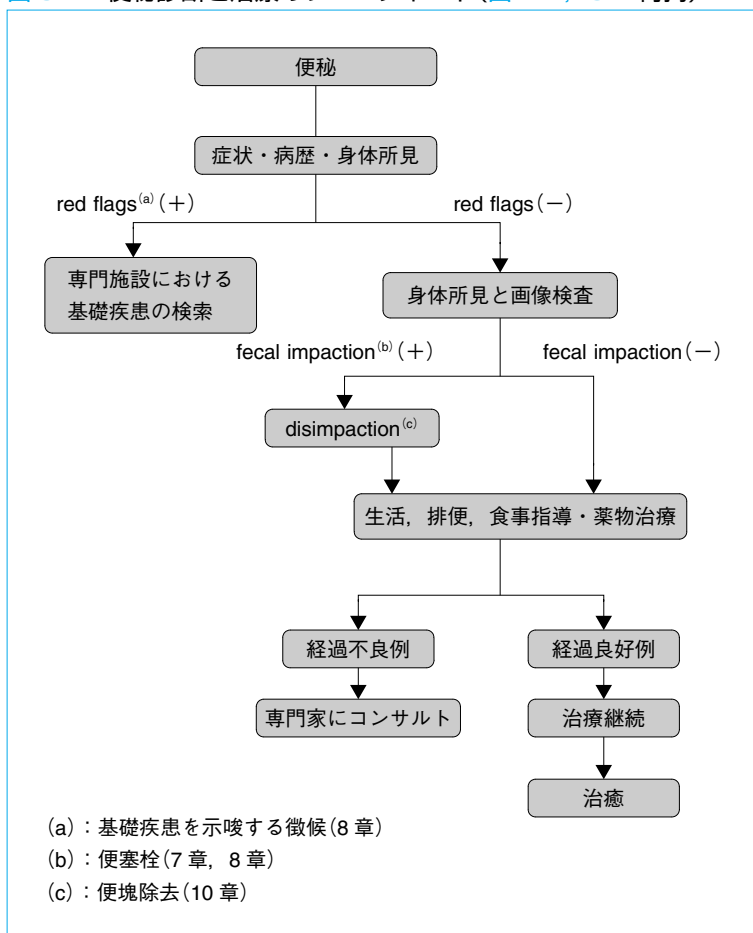 便秘
症状・病歴・身体所見
red flags(a)(+)
red flags(−)
専門施設における
基礎疾患の検索
身体所見と画像検査
fecal impaction(b)(+)
fecal impaction(−)
disimpaction(c)
生活,排便,食事指導・薬物治療
経過不良例
経過良好例
専門家にコンサルト
治療継続
治癒
(a):基礎疾患を示唆する徴候(8 章)
(b):便塞栓(7 章,8 章)
(c):便塊除去(10 章)